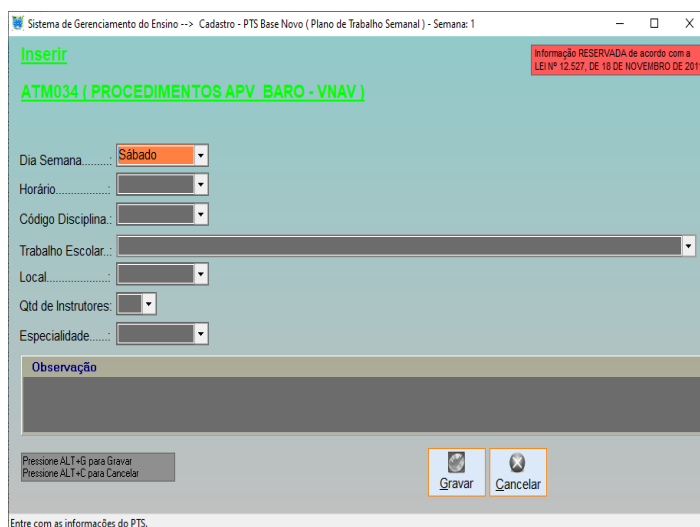 Sistema de Gerenciamento do Ensino --> Cadastro - PTS Base Novo ( Plano de Trabalho Semanal ) - Semana: 1
Inserir
Informação RESERVADA de acordo com a
LEI Nº 12.527, DE 18 DE NOVEMBRO DE 201
ATM034 ( PROCEDIMENTOS APV BARO - VNAV )
Dia Semana.........: Sábado
Horário.................:
Código Disciplina.:
Trabalho Escolar..:
Local....................:
Qtd de Instrutores:
Especialidade......:
Observação
Pressione ALT+G para Gravar
Pressione ALT+C para Cancelar
Gravar
Cancelar
Entre com as informações do PTS.